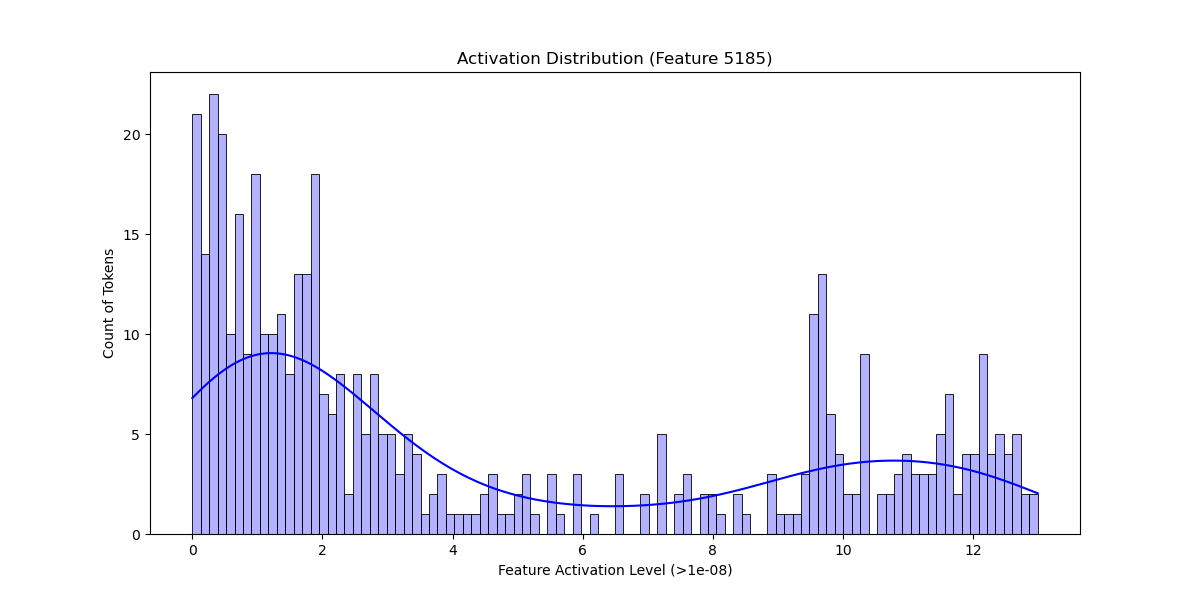 Activation Distribution (Feature 5185)
20
15
10
5
0
Count of Tokens
0 2 4 6 8 10 12
Feature Activation Level (>1e-08)